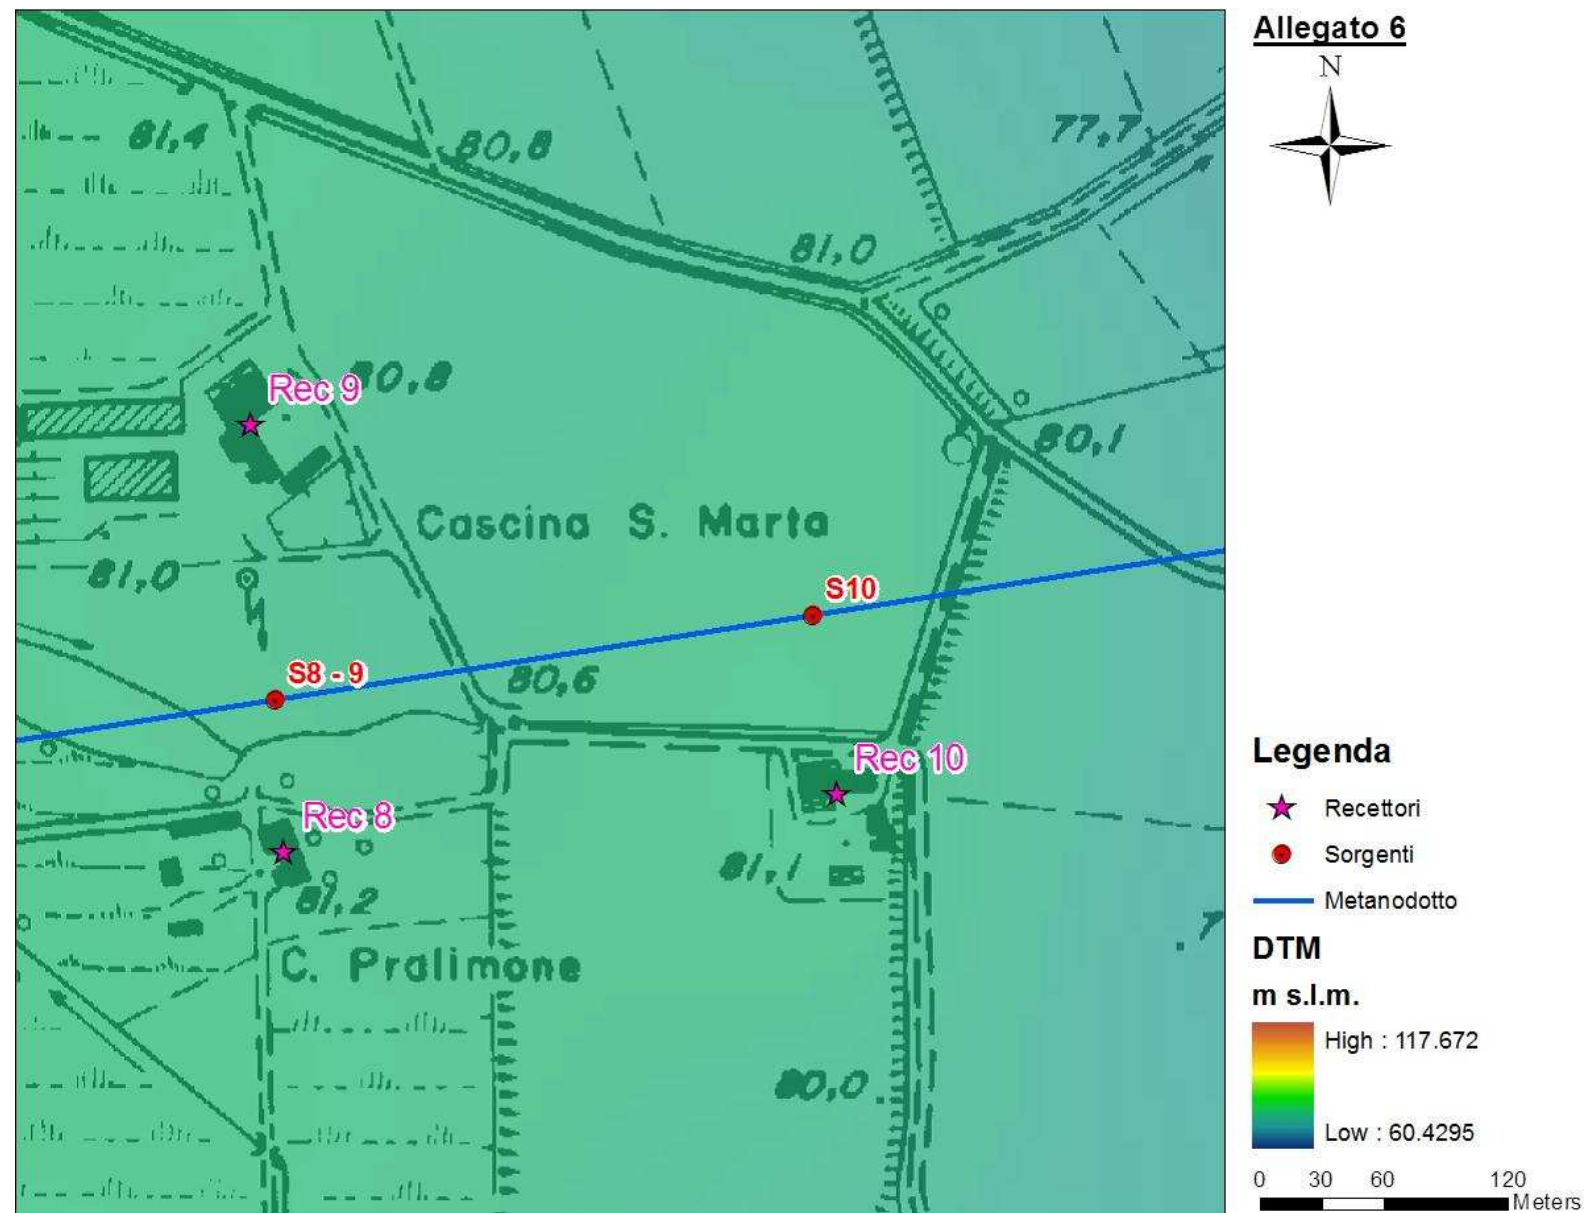 Allegato 6
N
77,7
81,4
80,8
81,0
Rec 9
80,8
80,1
Cascina S. Marta
81,0
S10
S8 - 9
80,6
Rec 10
Rec 8
81,1
81,2
C. Pralimone
80,0
Legenda
Recettori
Sorgenti
Metanodotto
DTM
m s.l.m.
High : 117.672
Low : 60.4295
0 30 60 120
Meters